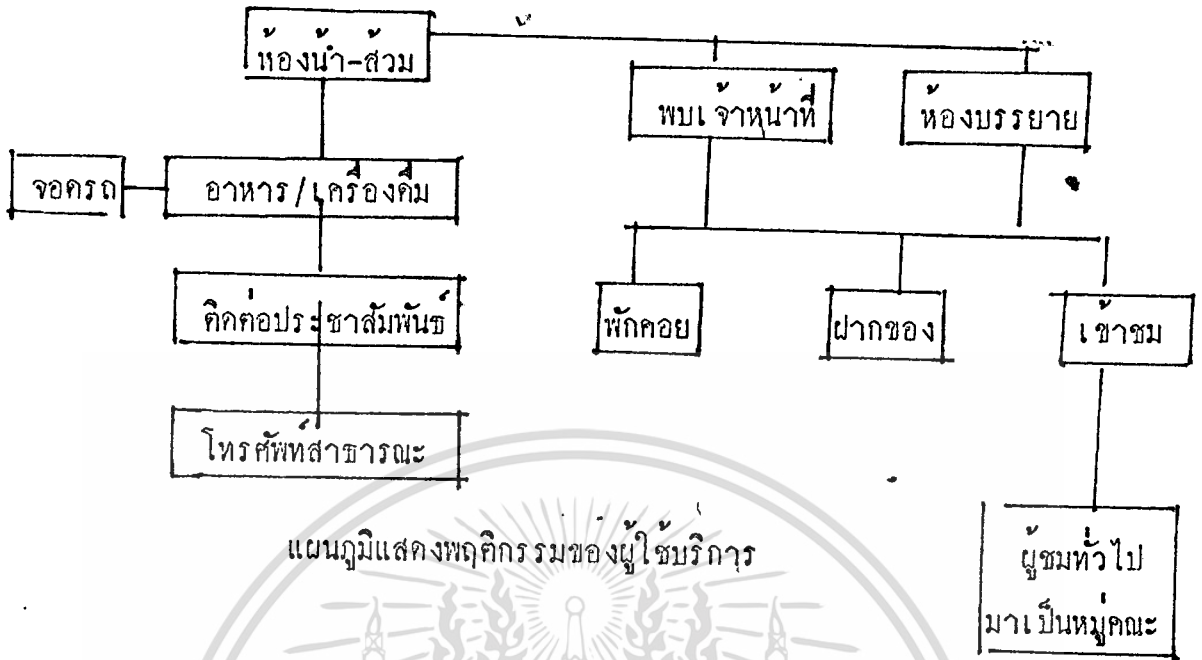 ห้องน้ำ-ส้วม
พบเจ้าหน้าที่
ห้องบรรยาย
จอดรถ
อาหาร/เครื่องดื่ม
ติดต่อประชาสัมพันธ์
พักคอย
ฝากของ
เข้าชม
โทรศัพท์สาธารณะ
แผนภูมิแสดงพฤติกรรมของผู้ใช้บริการ
ผู้ชมทั่วไป
มาเป็นหมู่คณะ